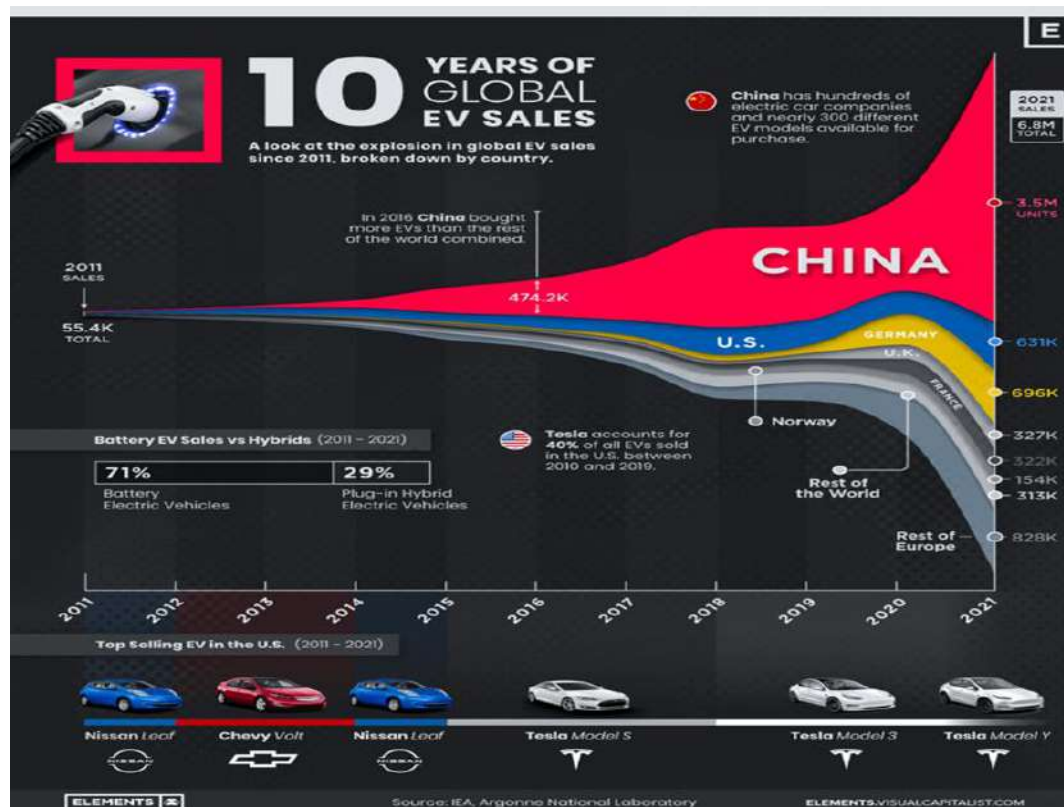 E
10
YEARS OF
GLOBAL
EV SALES
A look at the explosion in global EV sales
since 2011, broken down by country.
China has hundreds of
electric car companies
and nearly 300 different
EV models available for
purchase.
2021
SALES
6.8M
TOTAL
In 2016 China bought
more EVs than the rest
of the world combined.
3.5M
UNITS
CHINA
2011
SALES
474.2K
55.4K
TOTAL
U.S.
GERMANY
U.K.
FRANCE
631K
696K
Norway
327K
322K
154K
313K
Rest of
the World
Rest of
Europe
828K
Battery EV Sales vs Hybrids (2011 - 2021)
71%
29%
Battery
Electric Vehicles
Plug-in Hybrid
Electric Vehicles
Tesla accounts for
40% of all EVs sold
in the U.S. between
and 2019.
2011
2012
2013
2014
2015
2016
2017
2018
2019
2020
2021
Top Selling EV in the U.S. (2011 - 2021)
Nissan Leaf
Chevy Volt
Nissan Leaf
Tesla Model S
Tesla Model 3
Tesla Model Y
NISSAN
NISSAN
ELEMENTS
Source: IEA, Argonne National Laboratory
ELEMENTS.VISUALCAPITALIST.COM